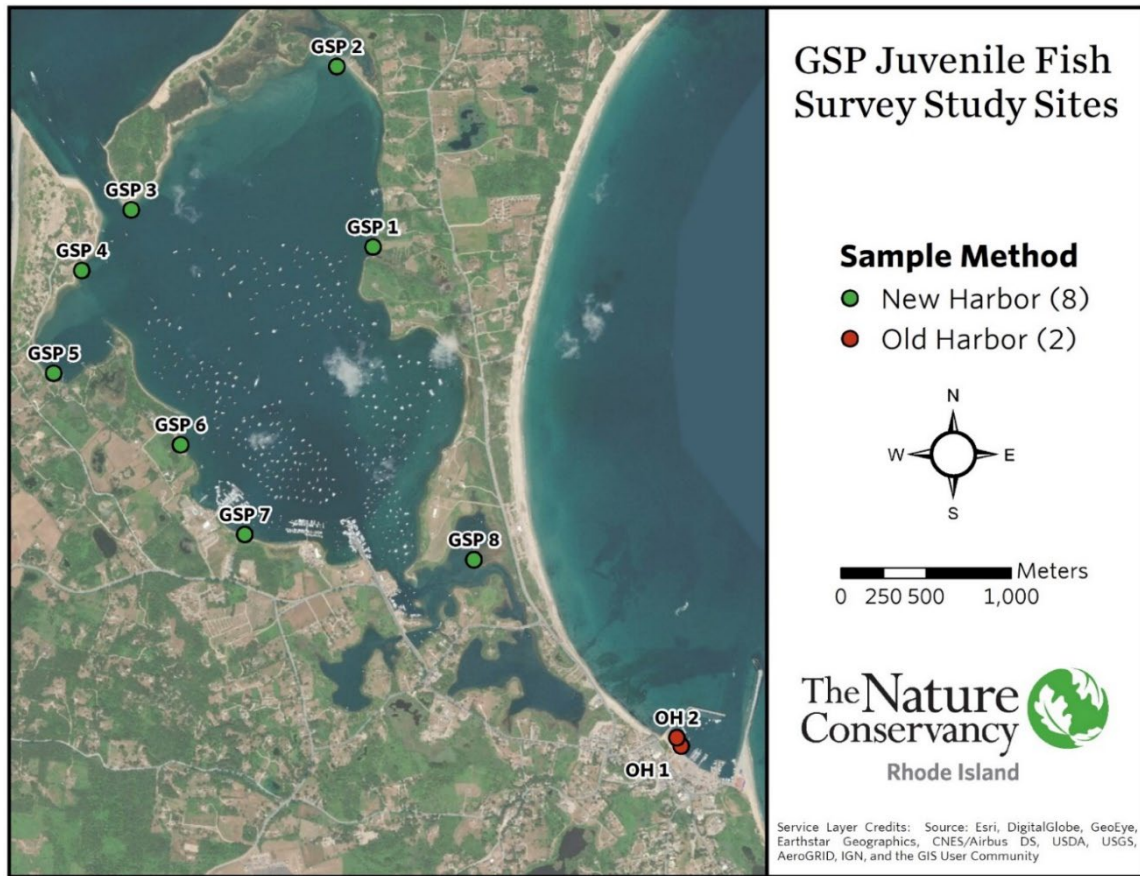 GSP Juvenile Fish
Survey Study Sites
Sample Method
New Harbor (8)
Old Harbor (2)
N
W E
S
Meters
0 250 500 1,000
The Nature
Conservancy
Rhode Island
Service Layer Credits: Source: Esri, DigitalGlobe, GeoEye,
Earthstar Geographics, CNES/Airbus DS, USDA, USGS,
AeroGRID, IGN, and the GIS User Community
GSP 2
GSP 3
GSP 1
GSP 4
GSP 5
GSP 6
GSP 7
GSP 8
OH 2
OH 1